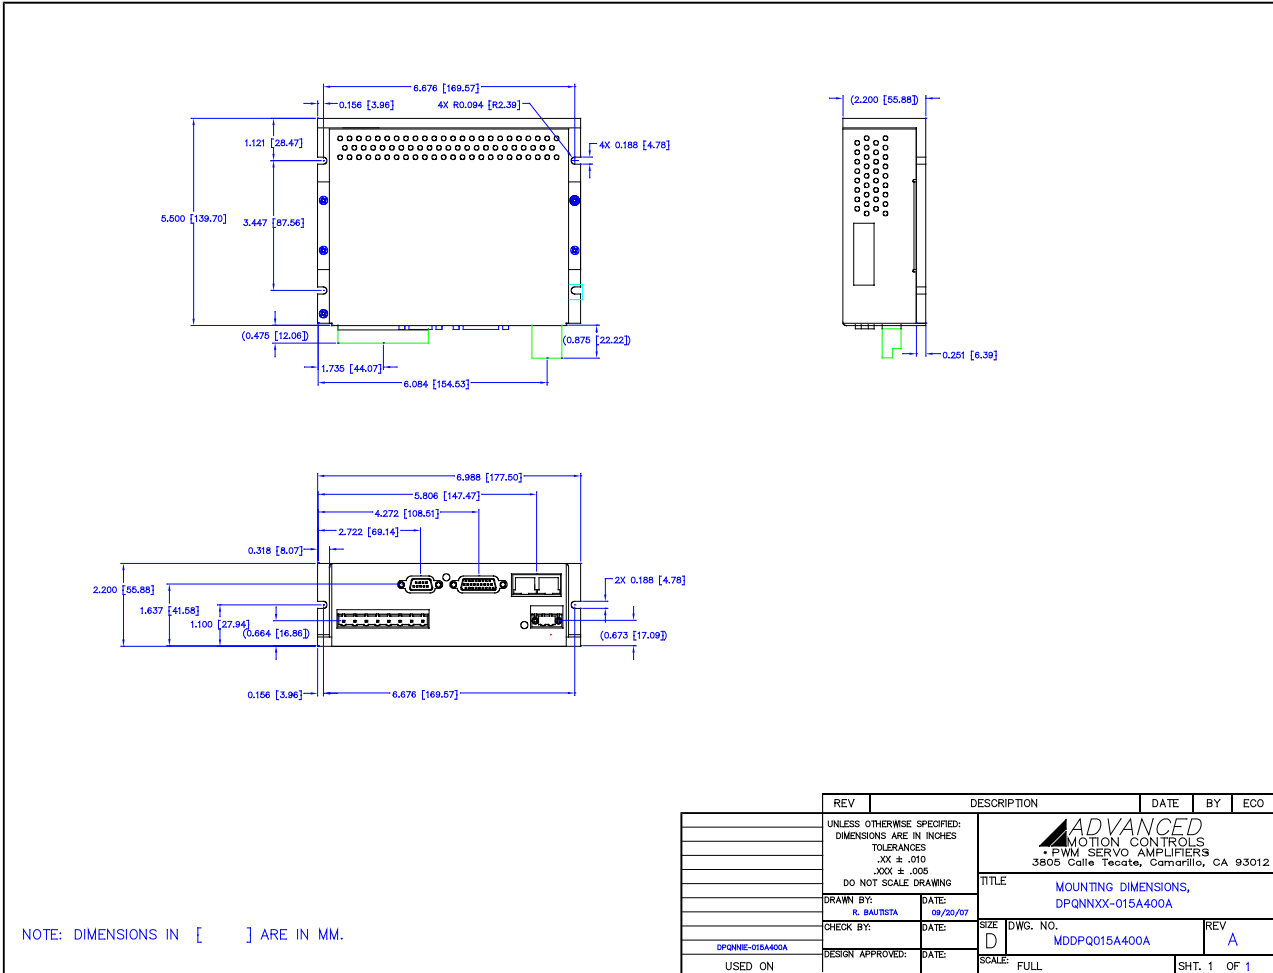 6.676 [169.57]
0.156 [3.96]
4X R0.094 [R2.39]
(2.200 [55.88])
1.121 [28.47]
4X 0.188 [4.78]
5.500 [139.70]
3.447 [87.56]
(0.475 [12.06])
(0.875 [22.22])
0.251 [6.39]
1.735 [44.07]
6.084 [154.53]
6.988 [177.50]
5.806 [147.47]
4.272 [108.51]
2.722 [69.14]
0.318 [8.07]
2X 0.188 [4.78]
2.200 [55.88]
1.637 [41.58]
1.100 [27.94]
(0.664 [16.86])
(0.673 [17.09])
0.156 [3.96]
6.676 [169.57]
REV DESCRIPTION DATE BY ECO
UNLESS OTHERWISE SPECIFIED:
DIMENSIONS ARE IN INCHES
TOLERANCES
.XX ± .010
.XXX ± .005
DO NOT SCALE DRAWING
ADVANCED
MOTION CONTROLS
• PWM SERVO AMPLIFIERS
3805 Calle Tecate, Camarillo, CA 93012
TITLE
MOUNTING DIMENSIONS,
DPQNNXX-015A400A
DRAWN BY: DATE:
R. BAUTISTA 09/20/07
CHECK BY: DATE:
SIZE DWG. NO. REV
D MDDPQ015A400A A
DPQNNIE-015A400A
DESIGN APPROVED: DATE:
USED ON
SCALE: FULL SHT. 1 OF 1
NOTE: DIMENSIONS IN [ ] ARE IN MM.